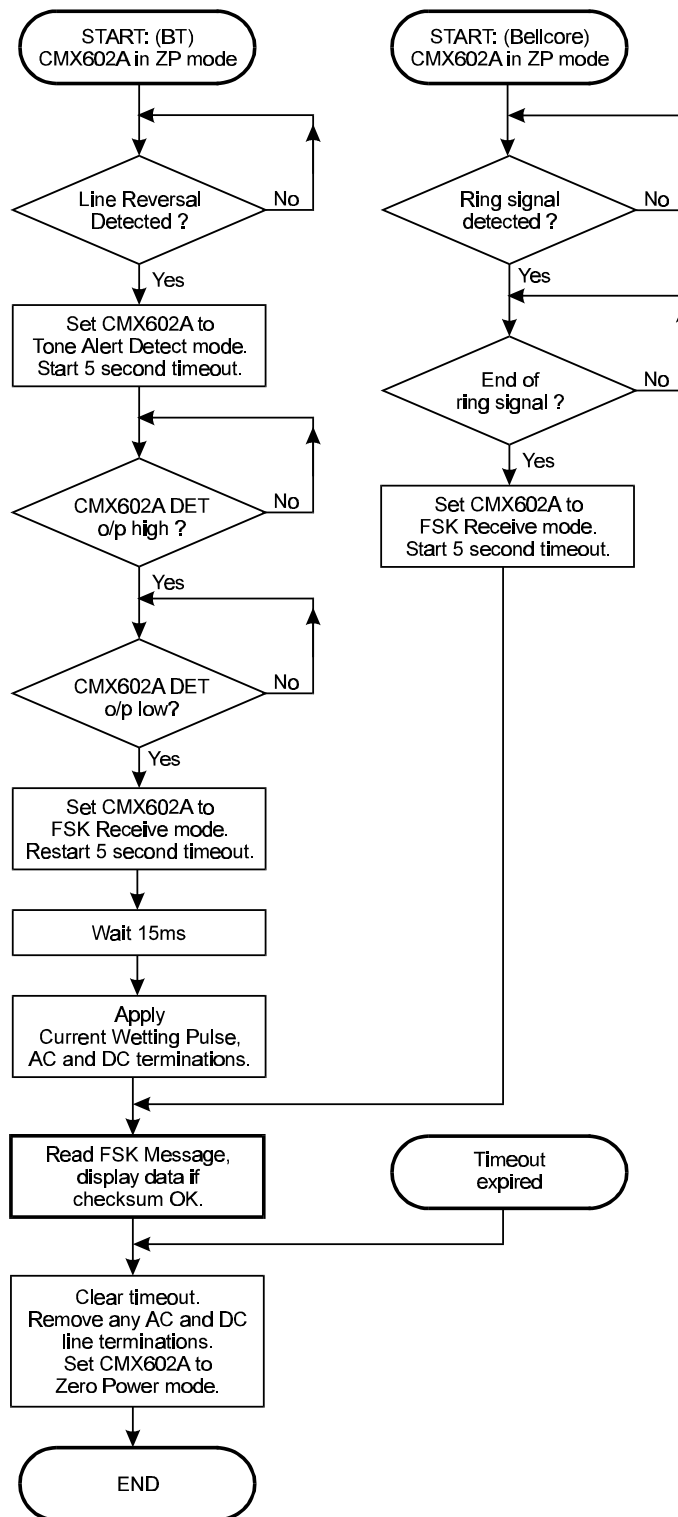 START: (BT)
CMX602A in ZP mode
Line Reversal
Detected ?
No
Yes
Set CMX602A to
Tone Alert Detect mode.
Start 5 second timeout.
CMX602A DET
o/p high ?
No
Yes
CMX602A DET
o/p low?
No
Yes
Set CMX602A to
FSK Receive mode.
Restart 5 second timeout.
Wait 15ms
Apply
Current Wetting Pulse,
AC and DC terminations.
Read FSK Message,
display data if
checksum OK.
Clear timeout.
Remove any AC and DC
line terminations.
Set CMX602A to
Zero Power mode.
END
START: (Bellcore)
CMX602A in ZP mode
Ring signal
detected ?
No
Yes
End of
ring signal ?
No
Yes
Set CMX602A to
FSK Receive mode.
Start 5 second timeout.
Timeout
expired